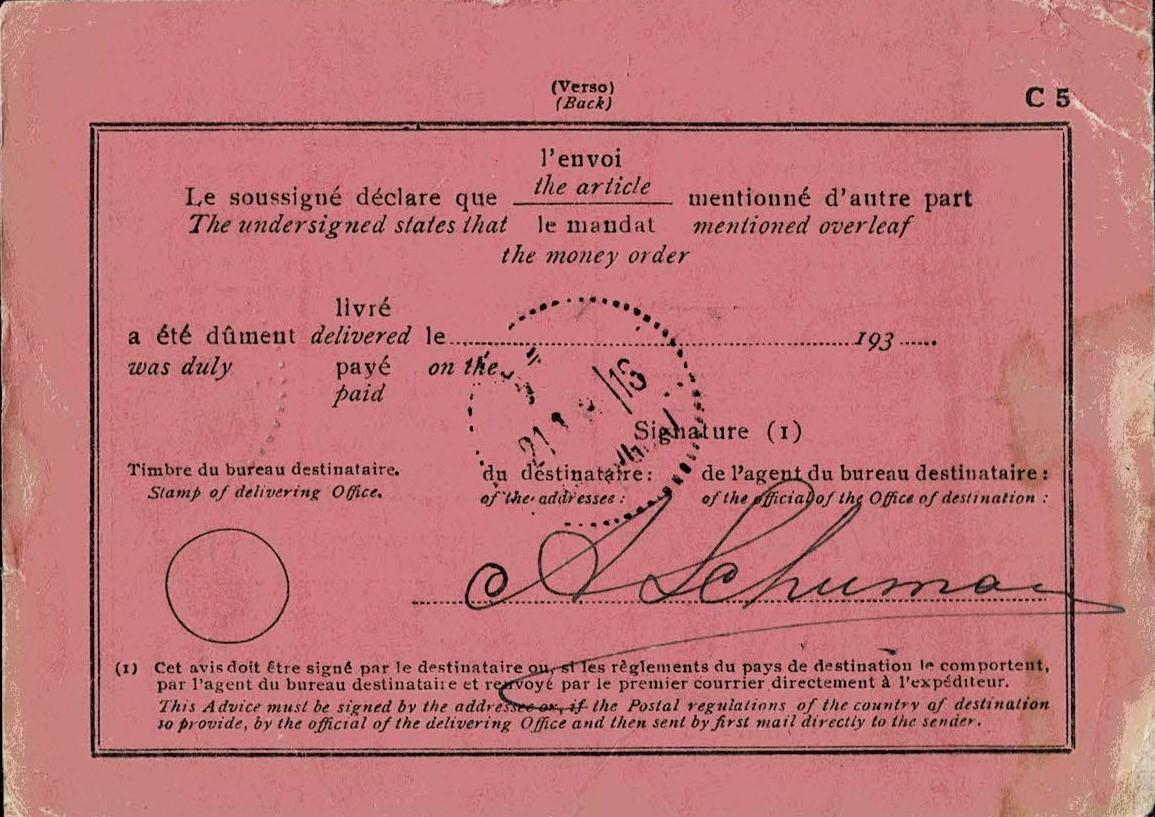 (Verso)
(Back)
C 5
l'envoi
the article
Le soussigné déclare que mentionné d'autre part
The undersigned states that le mandat mentioned overleaf
the money order
livré
a été dûment delivered le 193
was duly payé on the
paid
Signature (1)
Timbre du bureau destinataire. du destinataire: de l'agent du bureau destinataire:
Stamp of delivering Office. of the addresses: of the official of the Office of destination:
A Schuman
(1) Cet avis doit être signé par le destinataire ou, si les règlements du pays de destination le comportent,
par l'agent du bureau destinataire et renvoyé par le premier courrier directement à l'expéditeur.
This Advice must be signed by the addressee or, if the Postal regulations of the country of destination
so provide, by the official of the delivering Office and then sent by first mail directly to the sender.